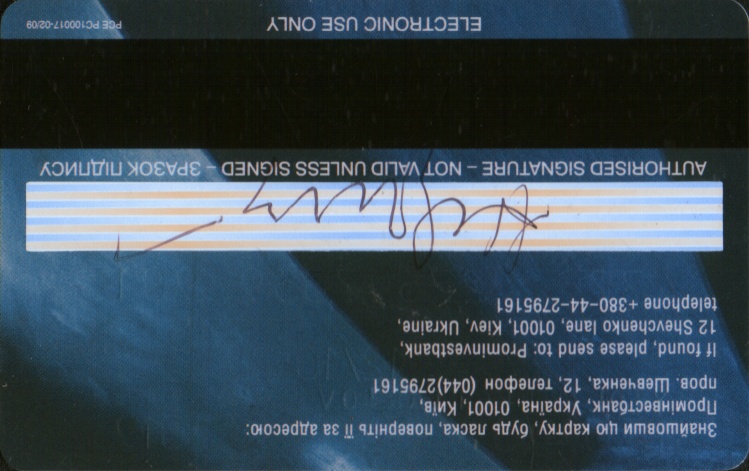 Знайшовши цю картку, будь, ласка, поверніть її за адресою:
Промінвестбанк, Україна, 01001, Київ,
пров. Шевченка, 12, телефон (044)2795161
If found, please send to: Prominvestbank,
12 Shevchenko lane, 01001, Kiev, Ukraine,
telephone +380-44-2795161
AUTHORISED SIGNATURE – NOT VALID UNLESS SIGNED – ЗРАЗОК ПІДПИСУ
ELECTRONIC USE ONLY
PCE PC100017-02/09